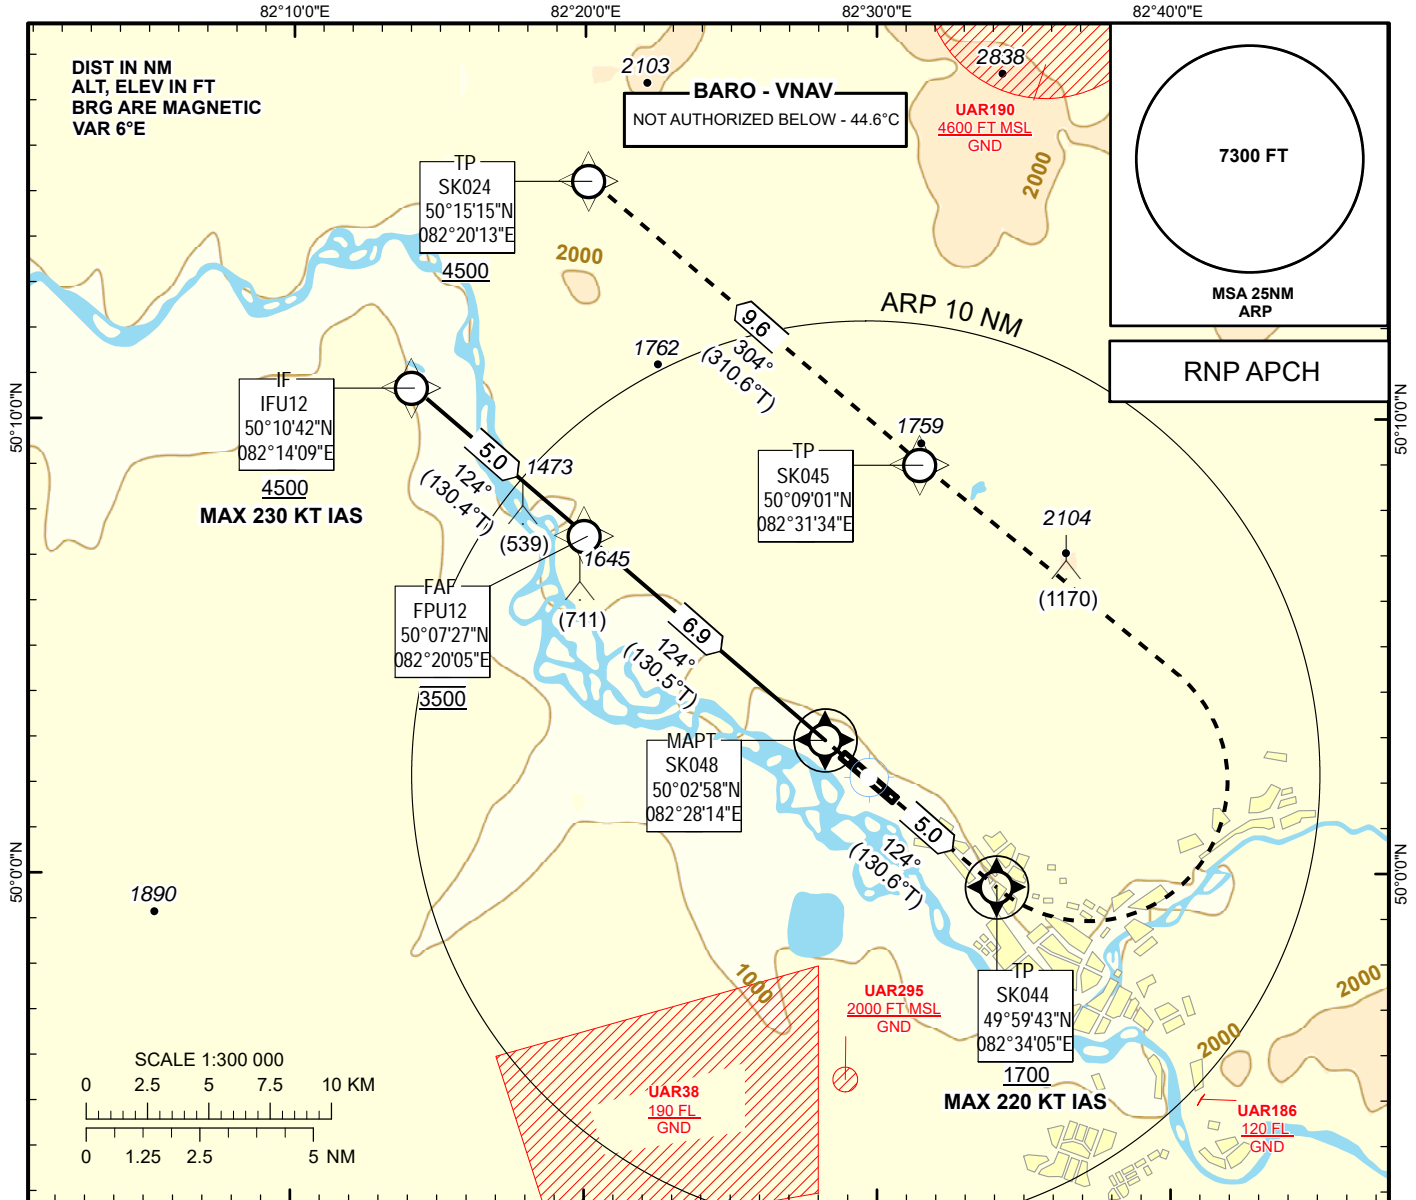 82°10'0"E
82°20'0"E
82°30'0"E
82°40'0"E
DIST IN NM
ALT, ELEV IN FT
BRG ARE MAGNETIC
VAR 6°E
2103
BARO - VNAV
NOT AUTHORIZED BELOW - 44.6°C
2838
UAR190
4600 FT MSL
GND
2000
7300 FT
MSA 25NM
ARP
RNP APCH
TP
SK024
50°15'15"N
082°20'13"E
4500
2000
ARP 10 NM
9.6
304°
(310.6°T)
1762
IF
IFU12
50°10'42"N
082°14'09"E
4500
MAX 230 KT IAS
50°10'0"N
50°10'0"N
5.0
124°
(130.4°T)
1473
(539)
1759
TP
SK045
50°09'01"N
082°31'34"E
2104
(1170)
1645
(711)
FAF
FPU12
50°07'27"N
082°20'05"E
3500
6.9
124°
(130.5°T)
MAPT
SK048
50°02'58"N
082°28'14"E
5.0
124°
(130.6°T)
50°0'0"N
50°0'0"N
1890
1000
UAR295
2000 FT MSL
GND
TP
SK044
49°59'43"N
082°34'05"E
1700
MAX 220 KT IAS
2000
2000
UAR38
190 FL
GND
UAR186
120 FL
GND
SCALE 1:300 000
0 2.5 5 7.5 10 KM
0 1.25 2.5 5 NM